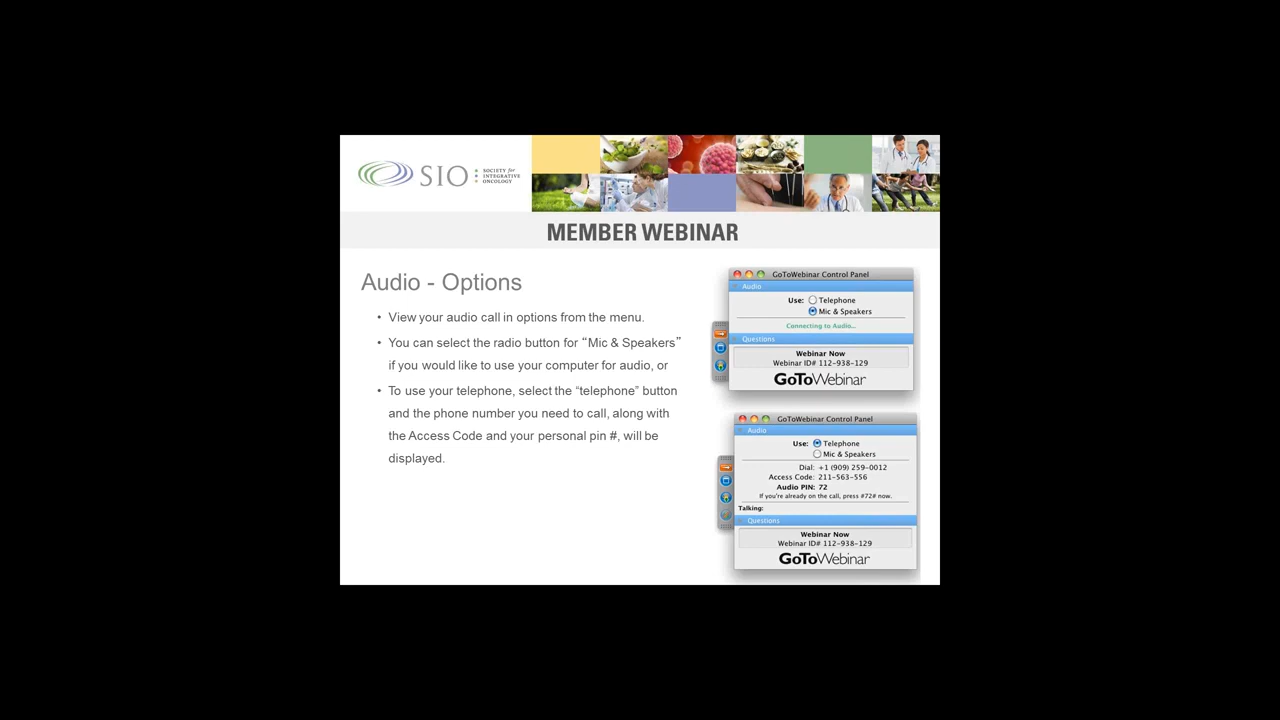 SIO
SOCIETY for
INTEGRATIVE
ONCOLOGY
MEMBER WEBINAR
Audio - Options
• View your audio call in options from the menu.
• You can select the radio button for “Mic & Speakers”
if you would like to use your computer for audio, or
• To use your telephone, select the “telephone” button
and the phone number you need to call, along with
the Access Code and your personal pin #, will be
displayed.
GoToWebinar Control Panel
Audio
Use: Telephone
Mic & Speakers
Connecting to Audio...
Questions
Webinar Now
Webinar ID# 112-938-129
GoToWebinar
GoToWebinar Control Panel
Audio
Use: Telephone
Mic & Speakers
Dial: +1 (909) 259-0012
Access Code: 211-563-556
Audio PIN: 72
If you're already on the call, press #72# now.
Talking:
Questions
Webinar Now
Webinar ID# 112-938-129
GoToWebinar